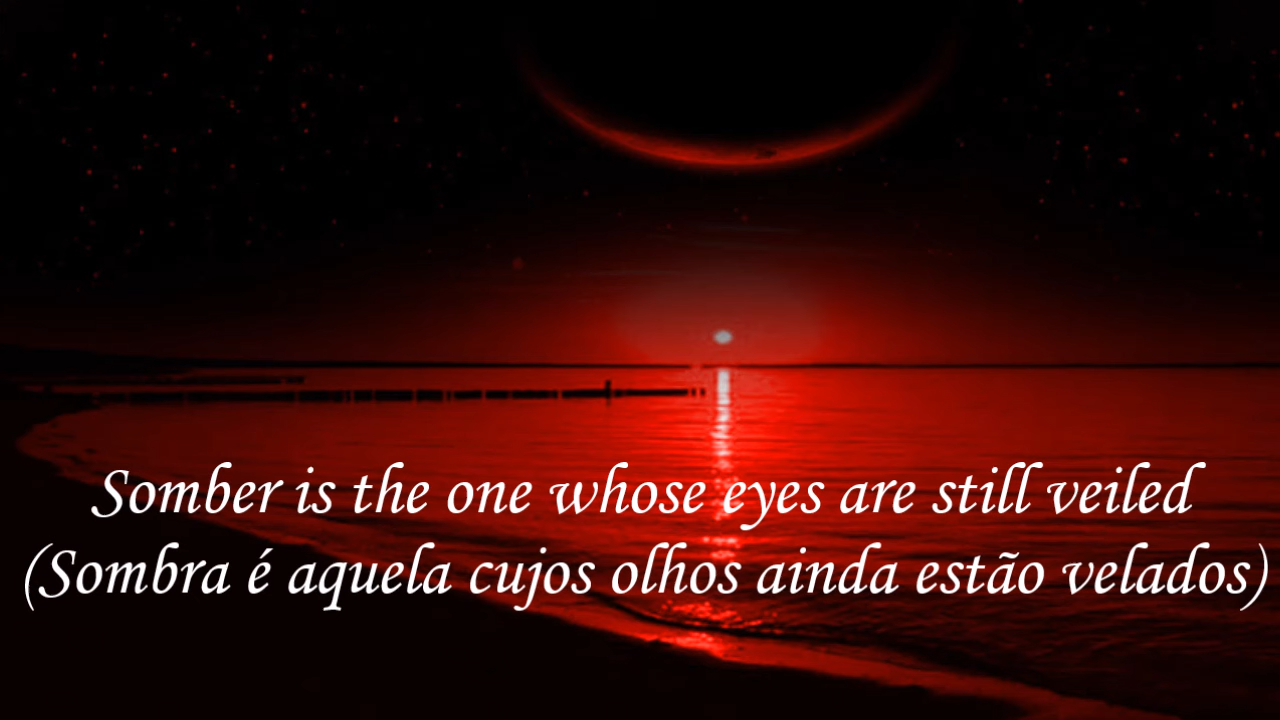 Somber is the one whose eyes are still veiled
(Sombra é aquela cujos olhos ainda estão velados)